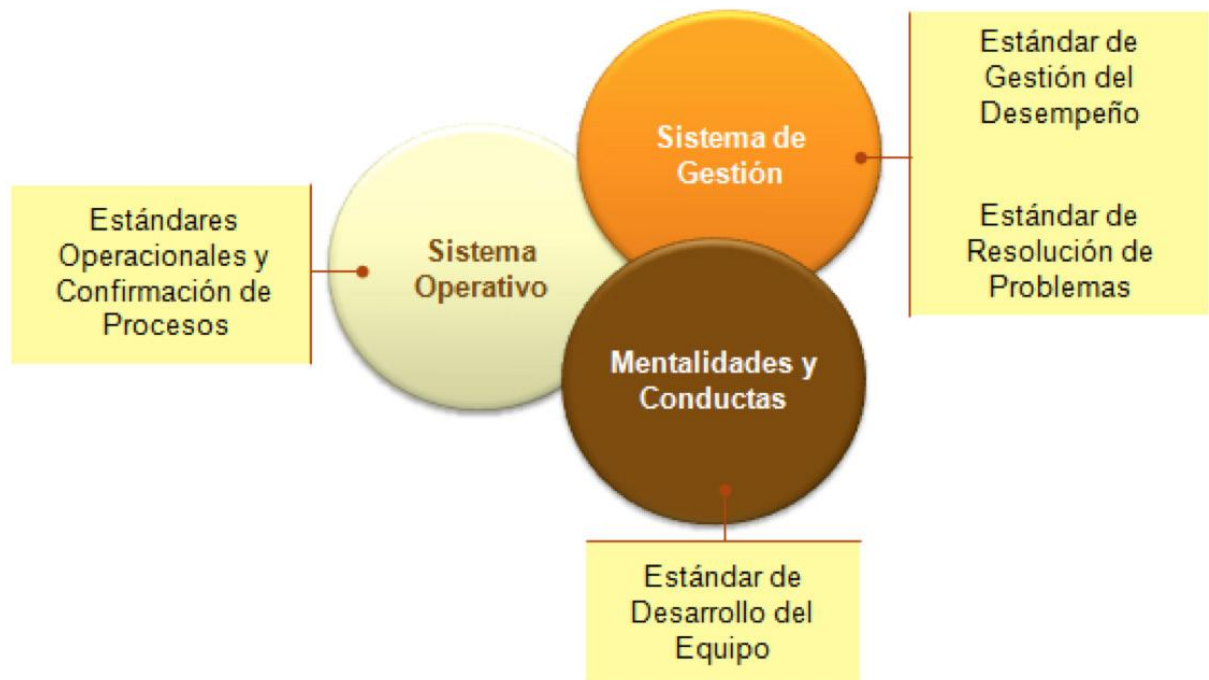 Estándar de
Gestión del
Desempeño
Sistema de
Gestión
Estándar de
Resolución de
Problemas
Estándares
Operacionales y
Confirmación de
Procesos
Sistema
Operativo
Mentalidades y
Conductas
Estándar de
Desarrollo del
Equipo